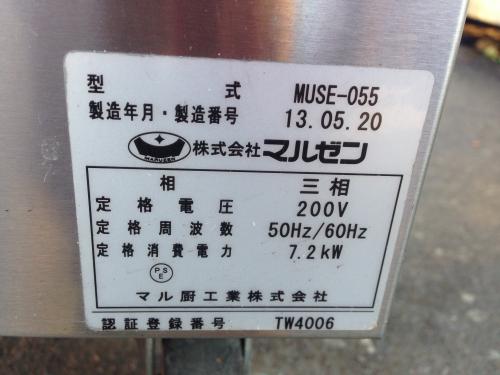 型式 MUSE-055
製造年月・製造番号 13.05.20
MARUZEN 株式会社マルゼン
相 三相
定格電圧 200V
定格周波数 50Hz/60Hz
定格消費電力 7.2kW
PS
E
マル厨工業株式会社
認証登録番号 TW4006